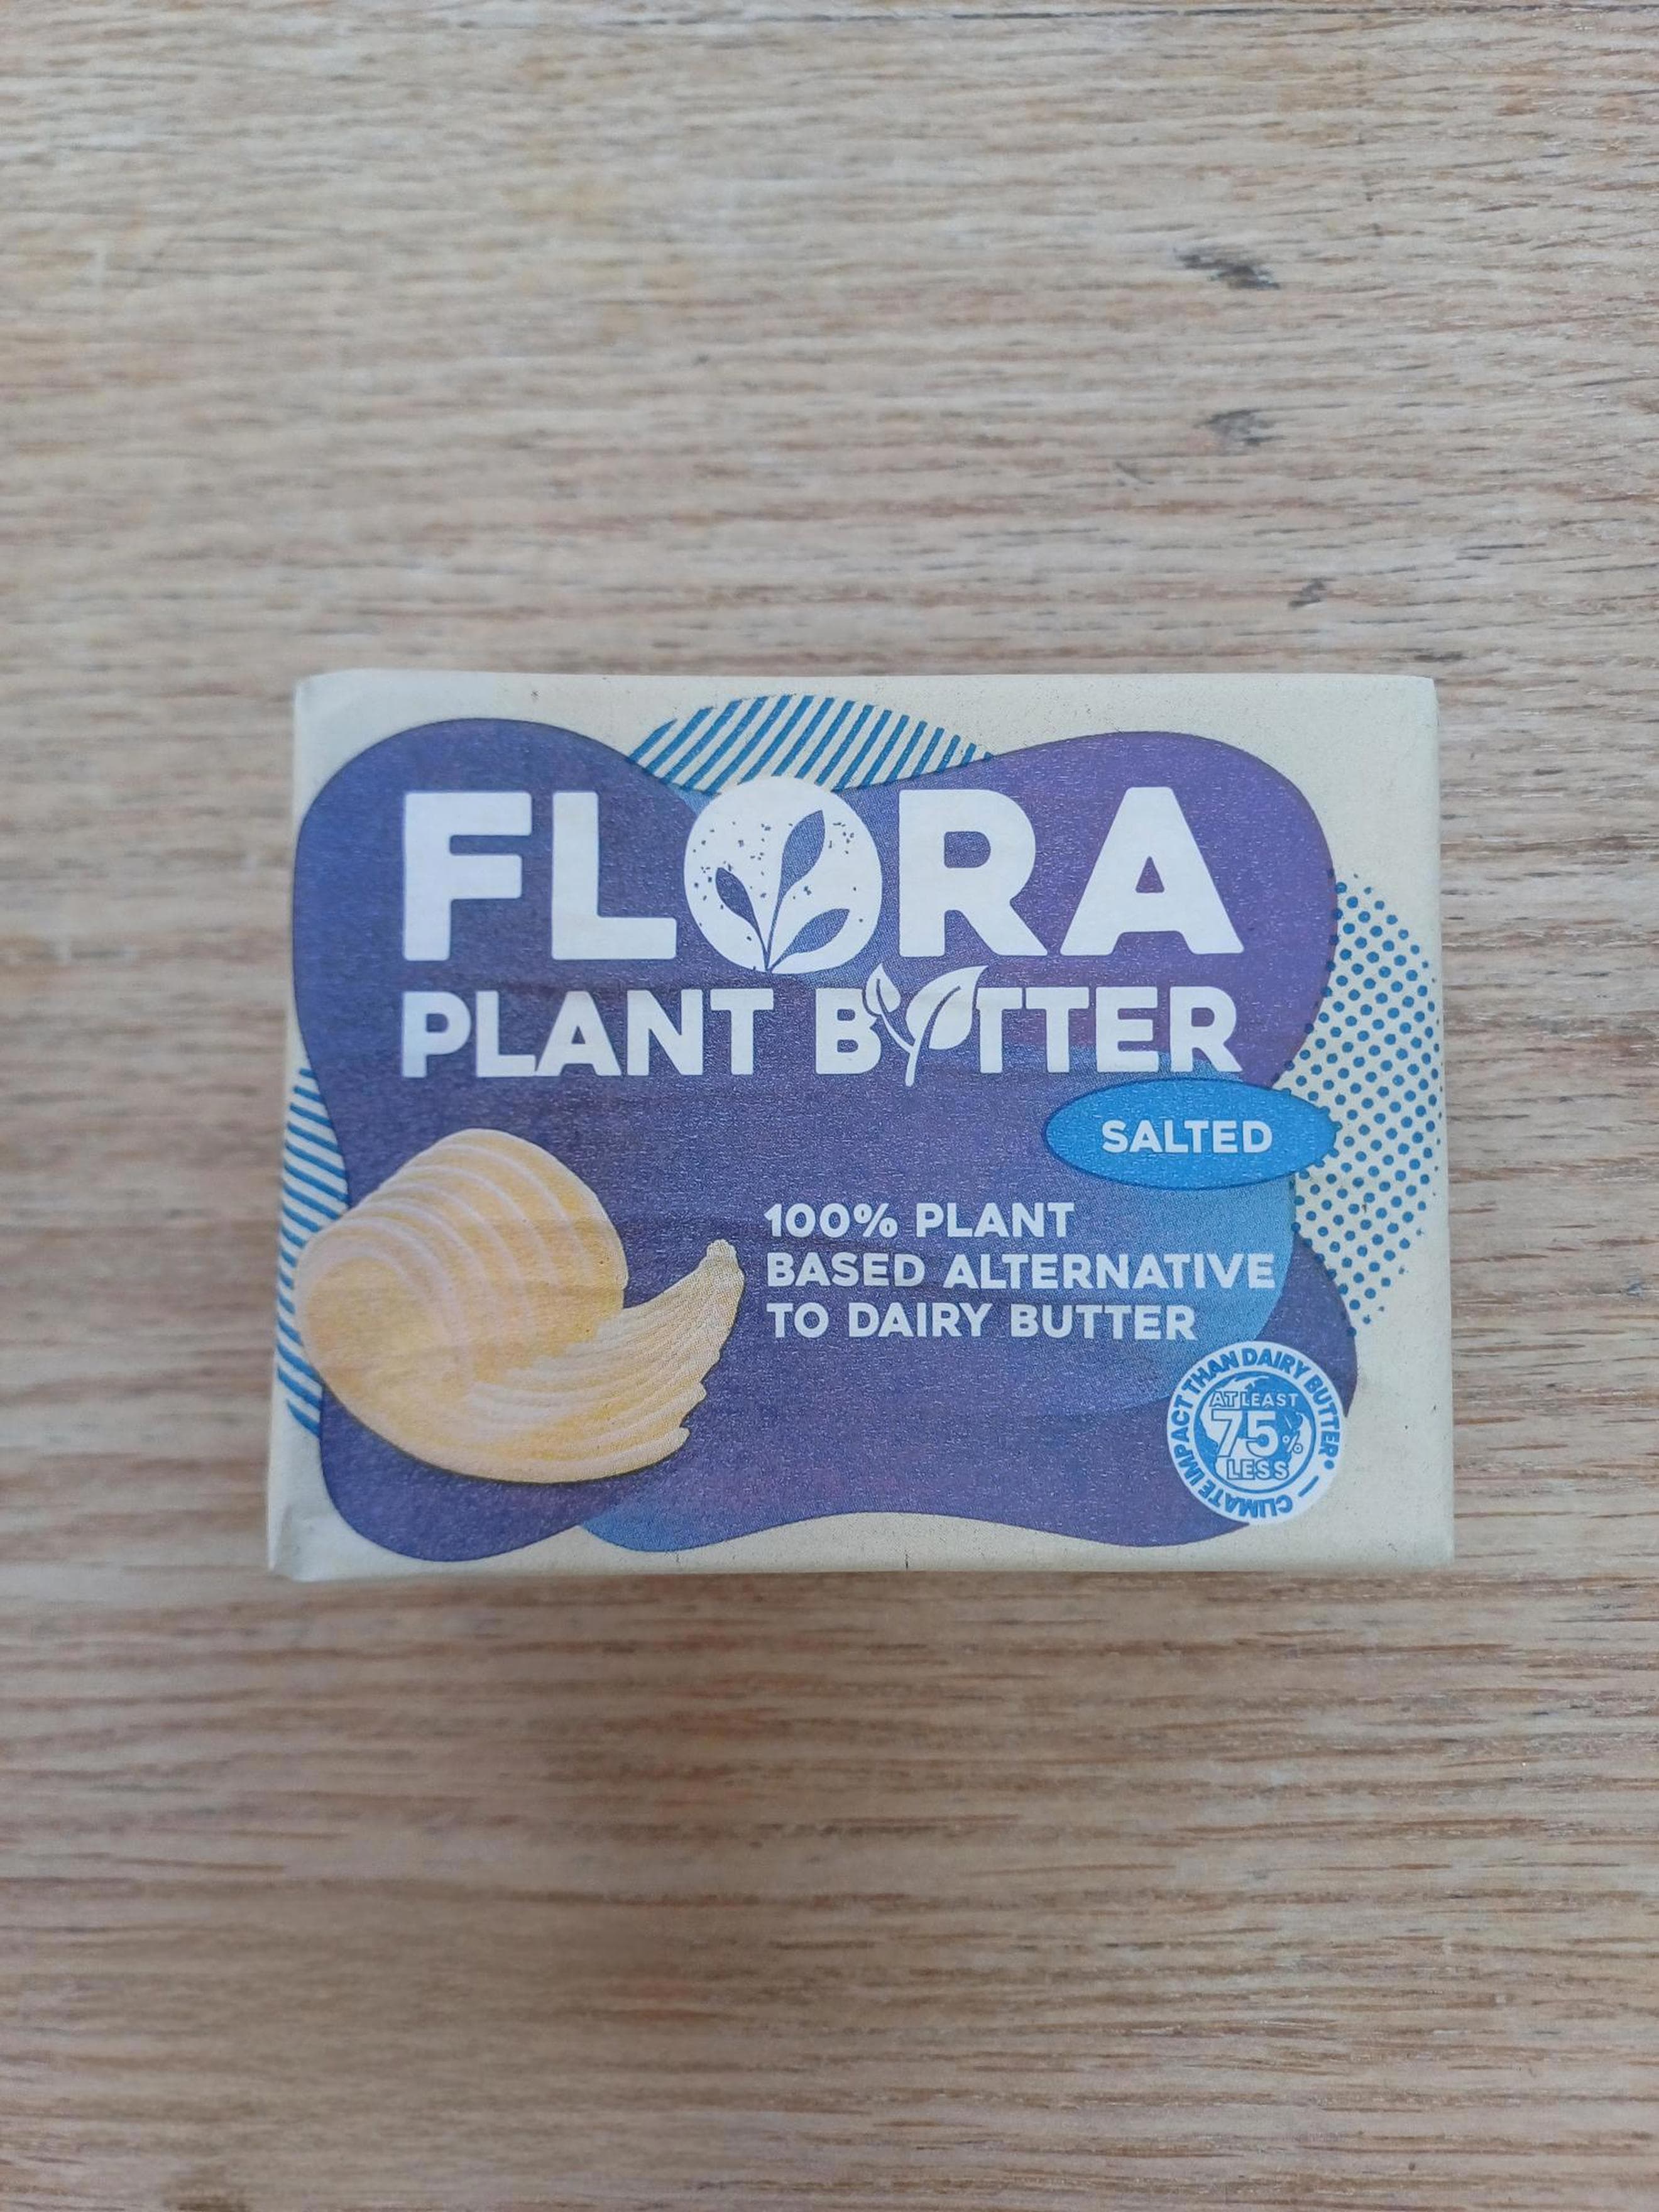 FLORA
PLANT BUTTER
SALTED
100% PLANT
BASED ALTERNATIVE
TO DAIRY BUTTER
AT LEAST
75%
LESS
CLIMATE IMPACT THAN DAIRY BUTTER*